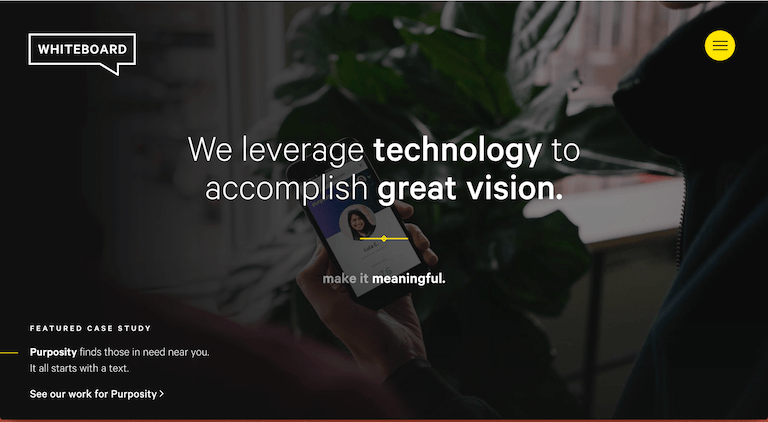 WHITEBOARD
We leverage technology to
accomplish great vision.
make it meaningful.
FEATURED CASE STUDY
Purposity finds those in need near you.
It all starts with a text.
See our work for Purposity >